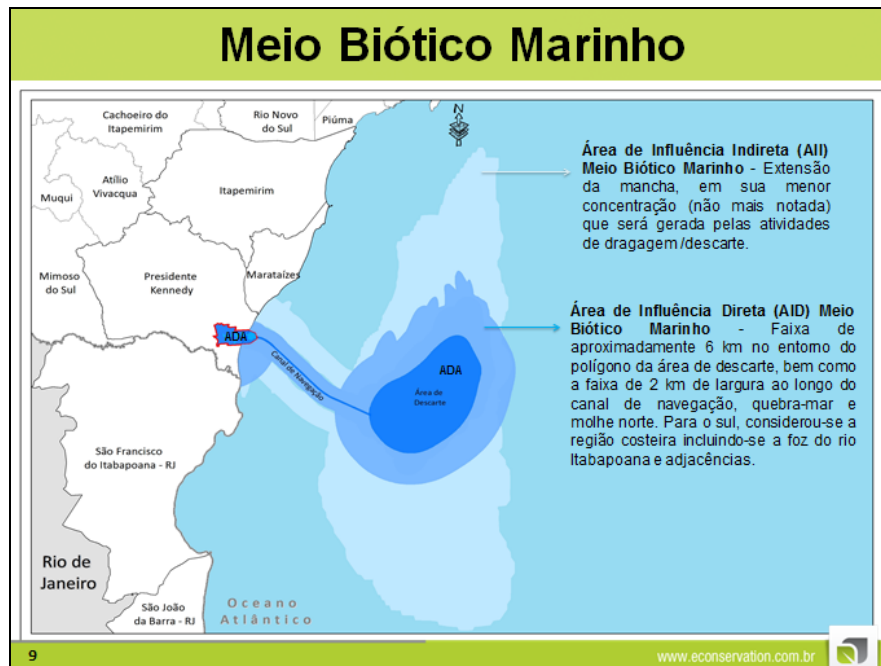 Meio Biótico Marinho
Cachoeiro do
Itapemirim
Rio Novo
do Sul
Piúma
N
Atílio
Vivacqua
Muqui
Itapemirim
Mimoso
do Sul
Presidente
Kennedy
Marataízes
ADA
Canal de Navegação
ADA
Área de
Descarte
São Francisco
do Itabapoana - RJ
Rio de
Janeiro
São João
da Barra - RJ
Oceano
Atlântico
Área de Influência Indireta (AII)
Meio Biótico Marinho - Extensão
da mancha, em sua menor
concentração (não mais notada)
que será gerada pelas atividades
de dragagem/descarte.
Área de Influência Direta (AID) Meio
Biótico Marinho - Faixa de
aproximadamente 6 km no entorno do
polígono da área de descarte, bem como
a faixa de 2 km de largura ao longo do
canal de navegação, quebra-mar e
molhe norte. Para o sul, considerou-se a
região costeira incluindo-se a foz do rio
Itabapoana e adjacências.
9
www.econservation.com.br